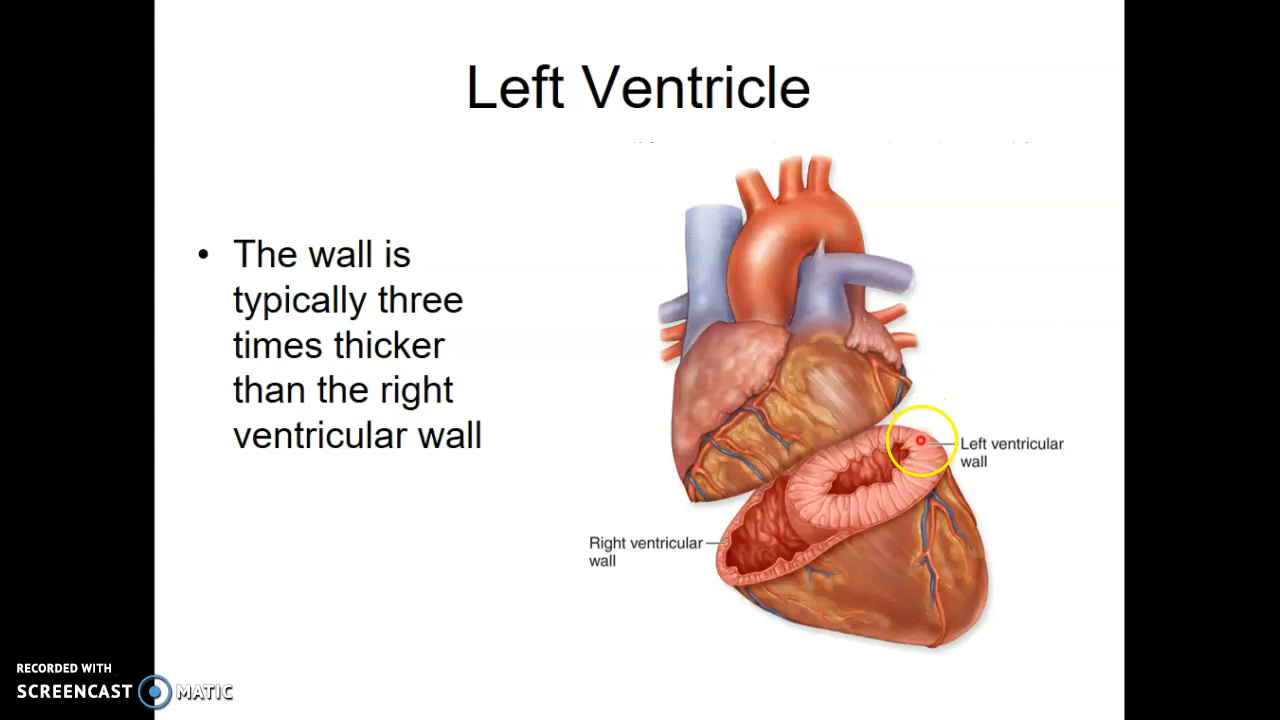 Left Ventricle
• The wall is
typically three
times thicker
than the right
ventricular wall
Left ventricular
wall
Right ventricular
wall
RECORDED WITH
SCREENCAST MATIC